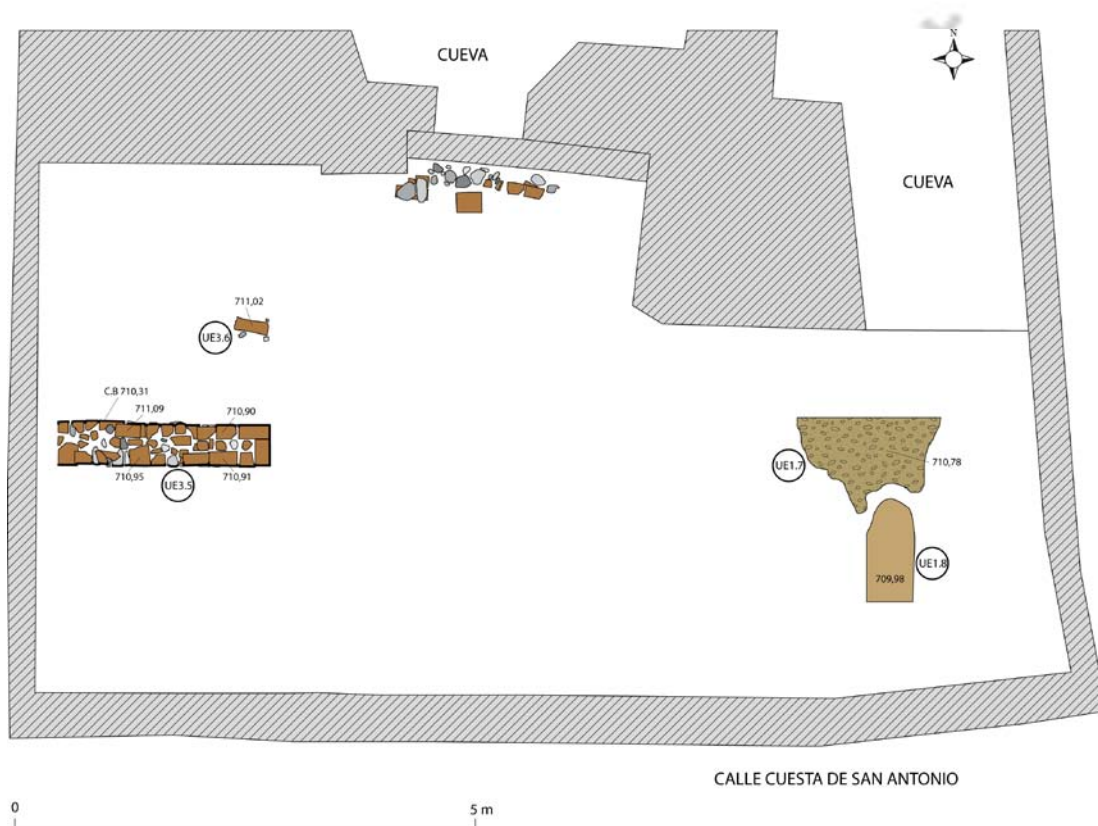 CUEVA
N
CUEVA
711,02
UE3.6
C.B 710,31
711,09
710,90
710,95
710,91
UE3.5
UE1.7
710,78
UE1.8
709,98
CALLE CUESTA DE SAN ANTONIO
0
5 m